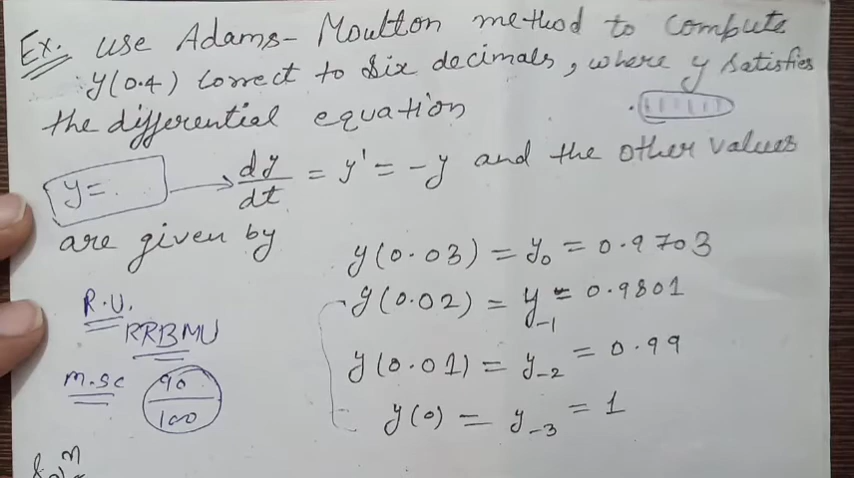 Ex. use Adams-Moulton method to compute
y(0.4) correct to six decimals, where y satisfies
the differential equation
y= dy/dt = y' = -y and the other values
are given by
y(0.03) = y₀ = 0.9703
y(0.02) = y₋₁ = 0.9801
y(0.01) = y₋₂ = 0.99
y(0) = y₋₃ = 1
R.U.
RRBMU
M.Sc
90/100
Solⁿ